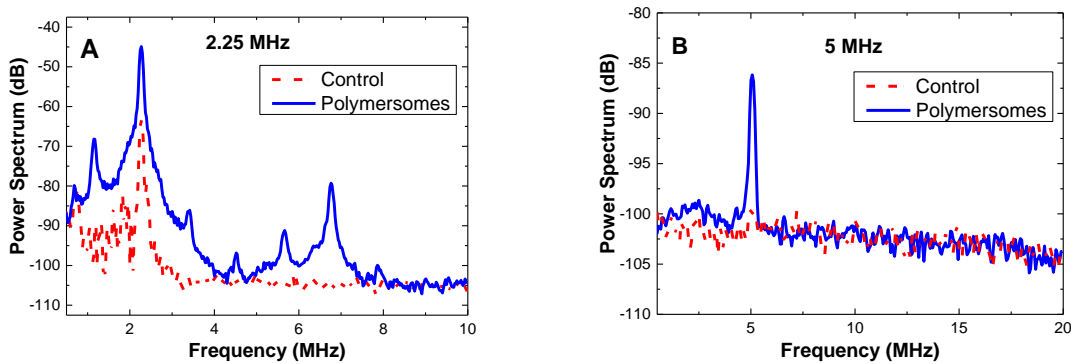 A
2.25 MHz
Control
Polymersomes
Power Spectrum (dB)
-40
-50
-60
-70
-80
-90
-100
-110
2
4
6
8
10
Frequency (MHz)
B
5 MHz
Control
Polymersomes
Power Spectrum (dB)
-80
-85
-90
-95
-100
-105
-110
5
10
15
20
Frequency (MHz)